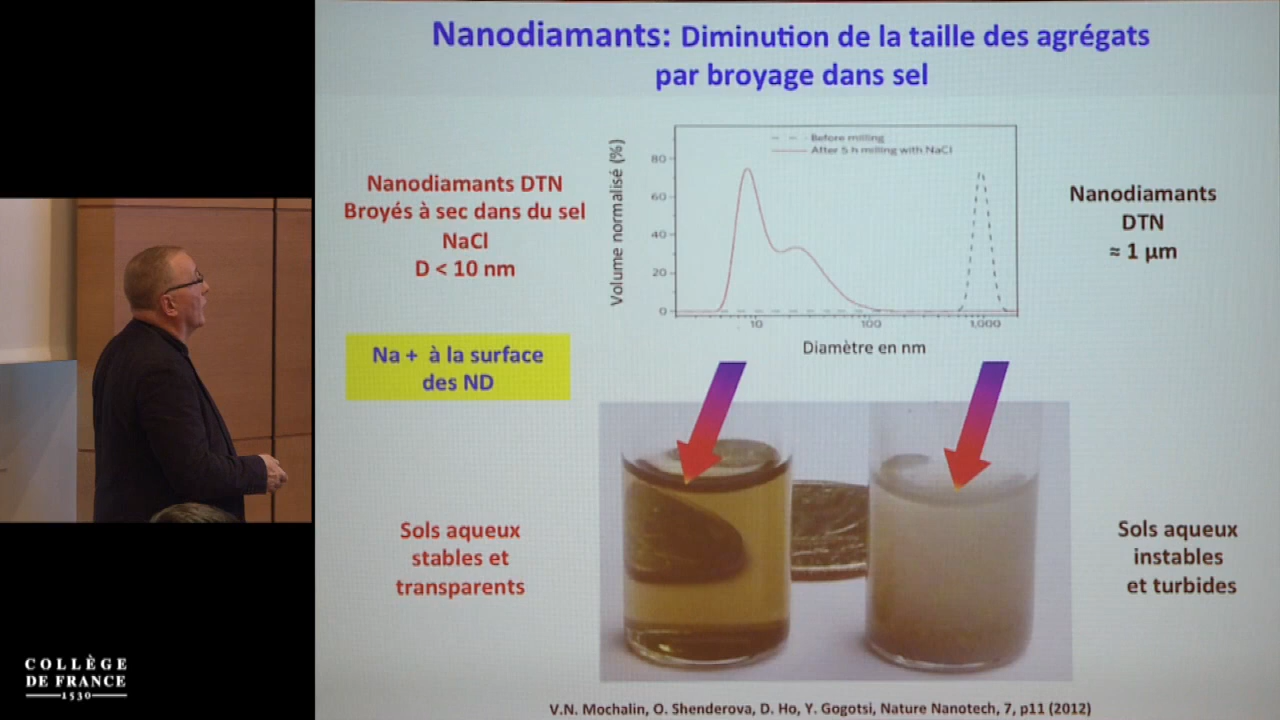 Nanodiamants: Diminution de la taille des agrégats
par broyage dans sel
Nanodiamants DTN
Broyés à sec dans du sel
NaCl
D < 10 nm
Na + à la surface
des ND
Volume normalisé (%)
80
60
40
20
0
Before milling
After 5 h milling with NaCl
10
100
1,000
Diamètre en nm
Nanodiamants
DTN
≈ 1 µm
Sols aqueux
stables et
transparents
Sols aqueux
instables
et turbides
V.N. Mochalin, O. Shenderova, D. Ho, Y. Gogotsi, Nature Nanotech, 7, p11 (2012)
COLLÈGE
DE FRANCE
1530